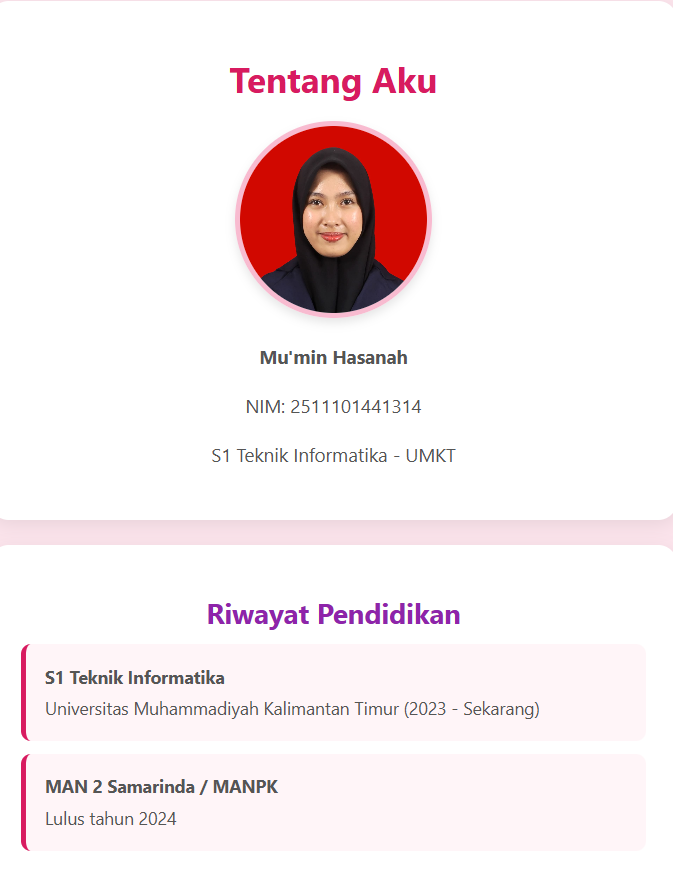 Tentang Aku
Mu'min Hasanah
NIM: 2511101441314
S1 Teknik Informatika - UMKT
Riwayat Pendidikan
S1 Teknik Informatika
Universitas Muhammadiyah Kalimantan Timur (2023 - Sekarang)
MAN 2 Samarinda / MANPK
Lulus tahun 2024